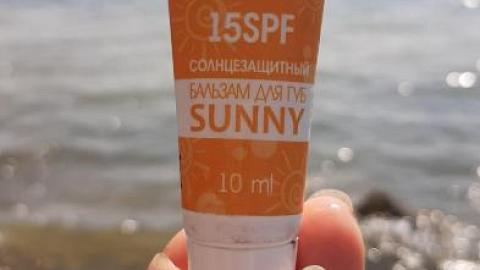 15SPF
СОЛНЦЕЗАЩИТНЫЙ
БАЛЬЗАМ ДЛЯ ГУБ
SUNNY
10 ml